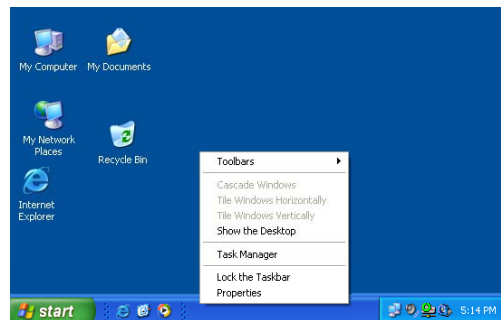 My Computer
My Documents
My Network
Places
Recycle Bin
Internet
Explorer
Toolbars
Cascade Windows
Tile Windows Horizontally
Tile Windows Vertically
Show the Desktop
Task Manager
Lock the Taskbar
Properties
start
5:14 PM